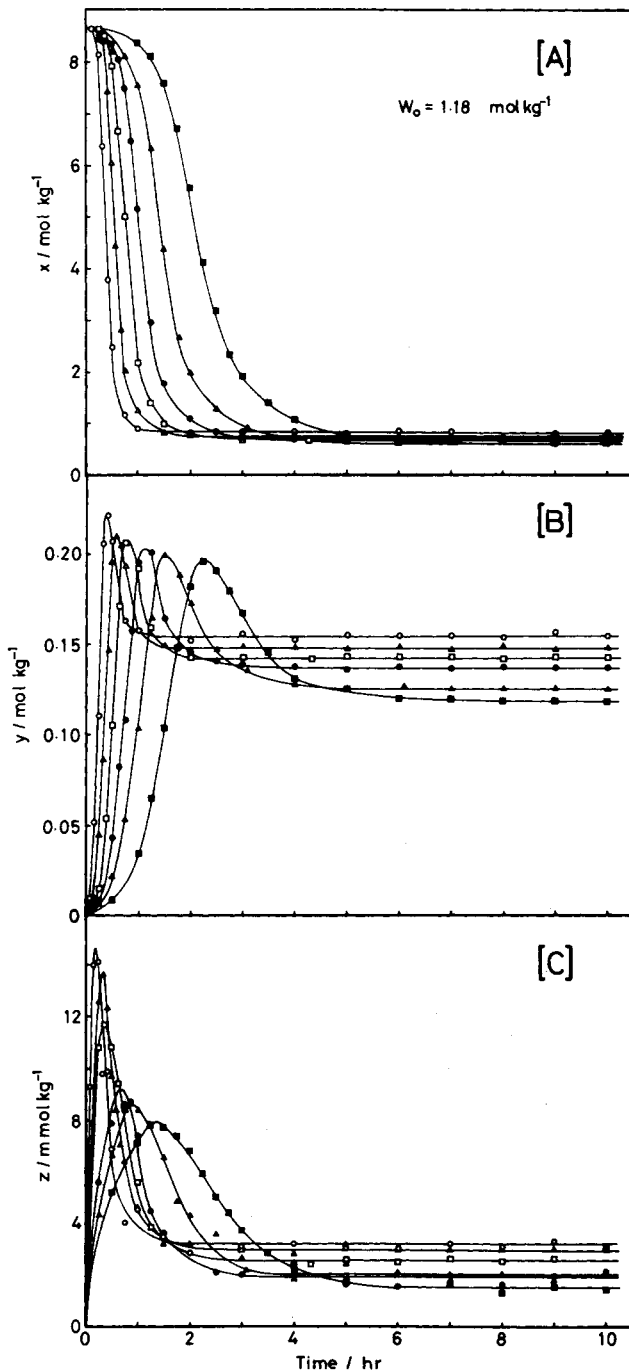 [A]
W₀ = 1·18 mol kg⁻¹
x / mol kg⁻¹
8
6
4
2
0
[B]
y / mol kg⁻¹
0·20
0·15
0·10
0·05
0
[C]
z / m mol kg⁻¹
12
8
4
0
0 2 4 6 8 10
Time / hr